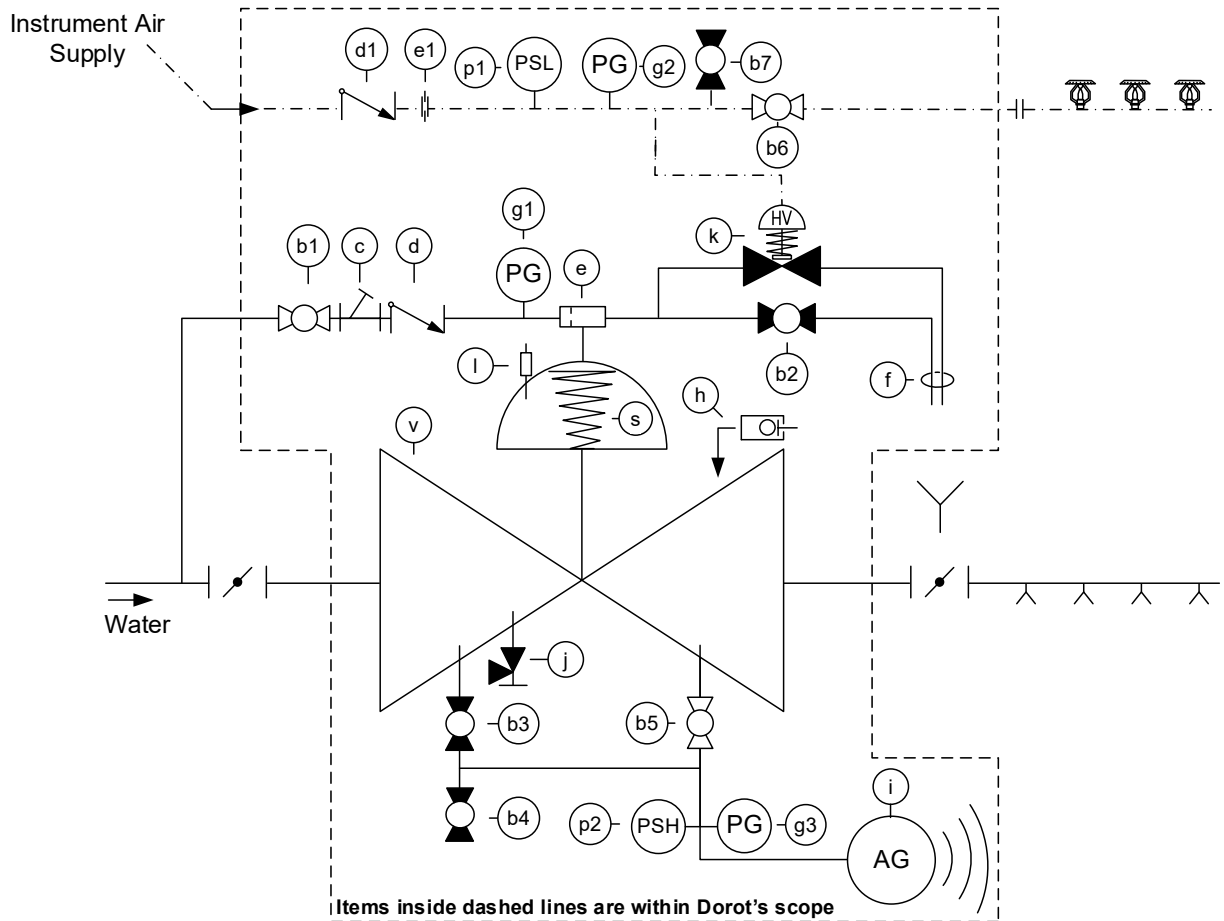 Instrument Air
Supply
d1
e1
p1
PSL
PG
g2
b7
b6
g1
HV
k
b1
c
d
PG
e
b2
l
s
h
f
v
Water
j
b3
b5
b4
p2
PSH
PG
g3
i
AG
Items inside dashed lines are within Dorot's scope